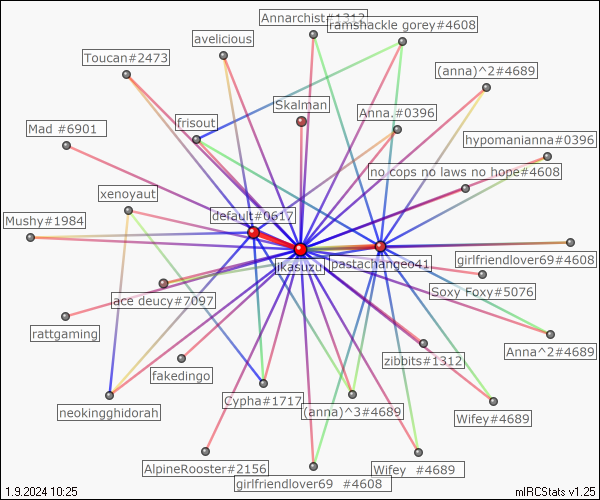 Annarchist#1312
ramshackle gorey#4608
avelicious
Toucan#2473
(anna)^2#4689
Skalman
Anna.#0396
frisout
Mad #6901
hypomanianna#0396
no cops no laws no hope#4608
xenoyaut
default#0617
Mushy#1984
girlfriendlover69#4608
ikasuzu
pastachangeo41
Soxy Foxy#5076
ace deucy#7097
rattgaming
Anna^2#4689
zibbits#1312
fakedingo
Cypha#1717
(anna)^3#4689
neokingghidorah
Wifey#4689
AlpineRooster#2156
Wifey #4689
girlfriendlover69 #4608
1.9.2024 10:25
mIRCStats v1.25